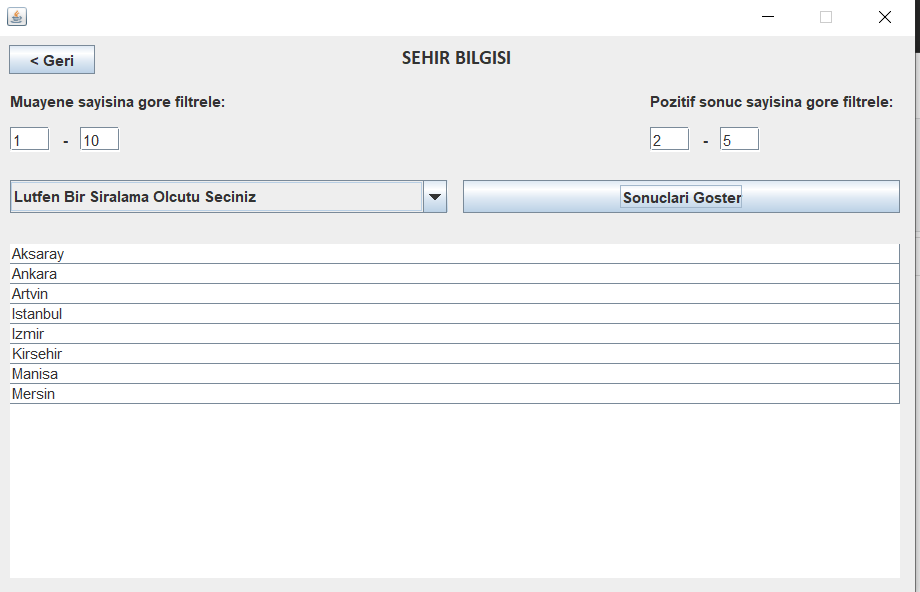 < Geri
SEHIR BILGISI
Muayene sayisina gore filtrele:
Pozitif sonuc sayisina gore filtrele:
1 - 10
2 - 5
Lutfen Bir Siralama Olcutu Seciniz
Sonuclari Goster
Aksaray
Ankara
Artvin
Istanbul
Izmir
Kirsehir
Manisa
Mersin